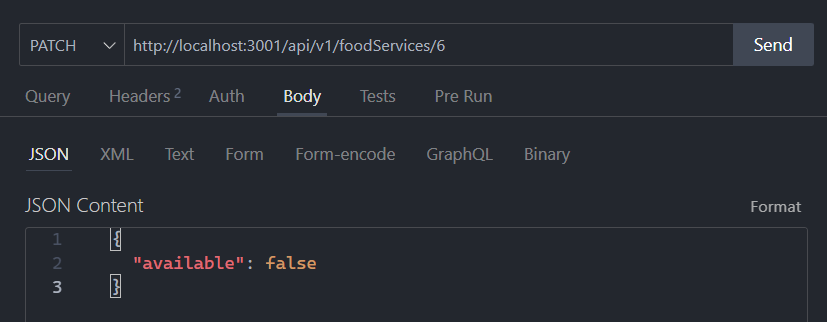 PATCH http://localhost:3001/api/v1/foodServices/6 Send
Query Headers 2 Auth Body Tests Pre Run
JSON XML Text Form Form-encode GraphQL Binary
JSON Content Format
1 {
2 "available": false
3 }